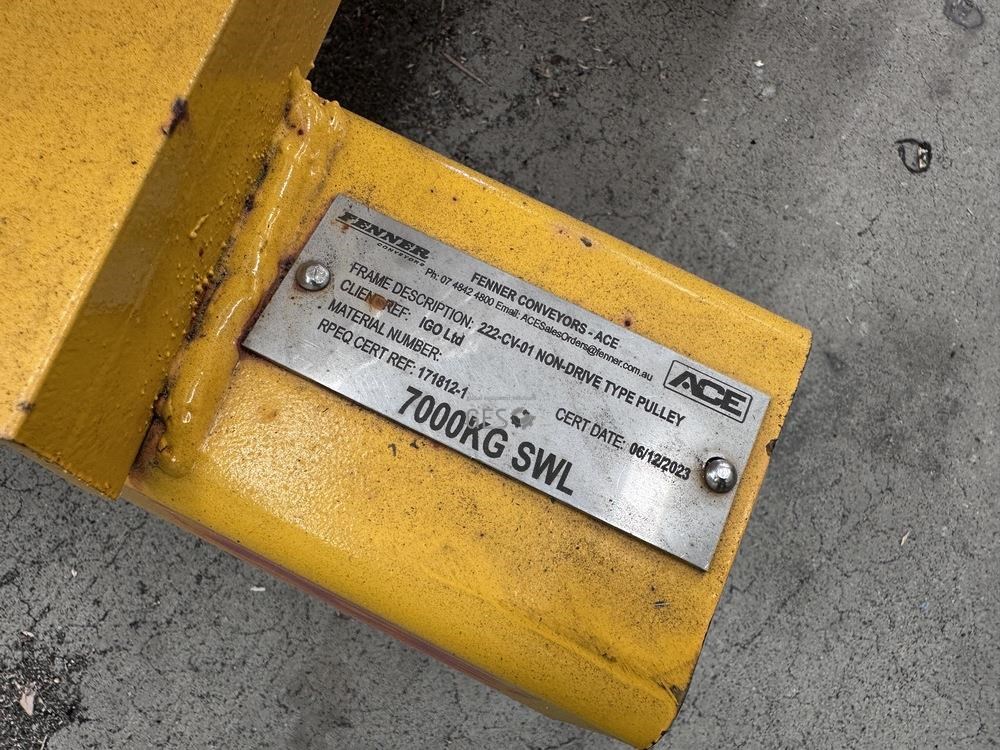 FENNER
CONVEYORS
FENNER CONVEYORS - ACE
Ph: 07 4842 4800 Email: ACESalesOrders@fenner.com.au
FRAME DESCRIPTION: 222-CV-01 NON-DRIVE TYPE PULLEY
CLIENT REF: IGO Ltd
MATERIAL NUMBER:
RPEQ CERT REF: 171812-1
CERT DATE: 06/12/2023
7000KG SWL
ACE
GES